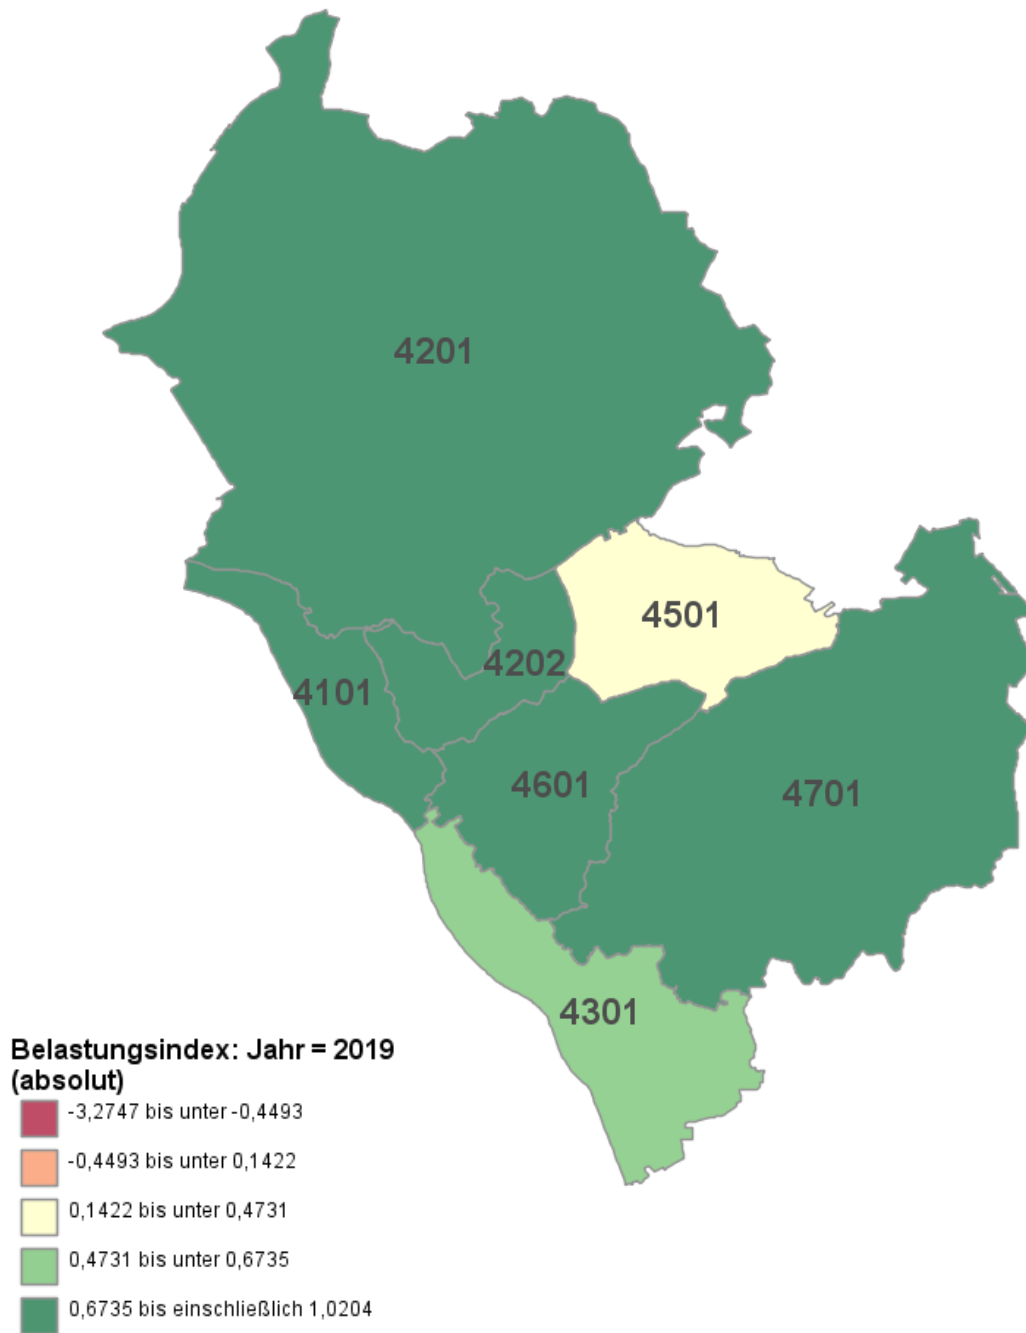 4201
4501
4202
4101
4601
4701
4301
Belastungsindex: Jahr = 2019
(absolut)
-3,2747 bis unter -0,4493
-0,4493 bis unter 0,1422
0,1422 bis unter 0,4731
0,4731 bis unter 0,6735
0,6735 bis einschließlich 1,0204